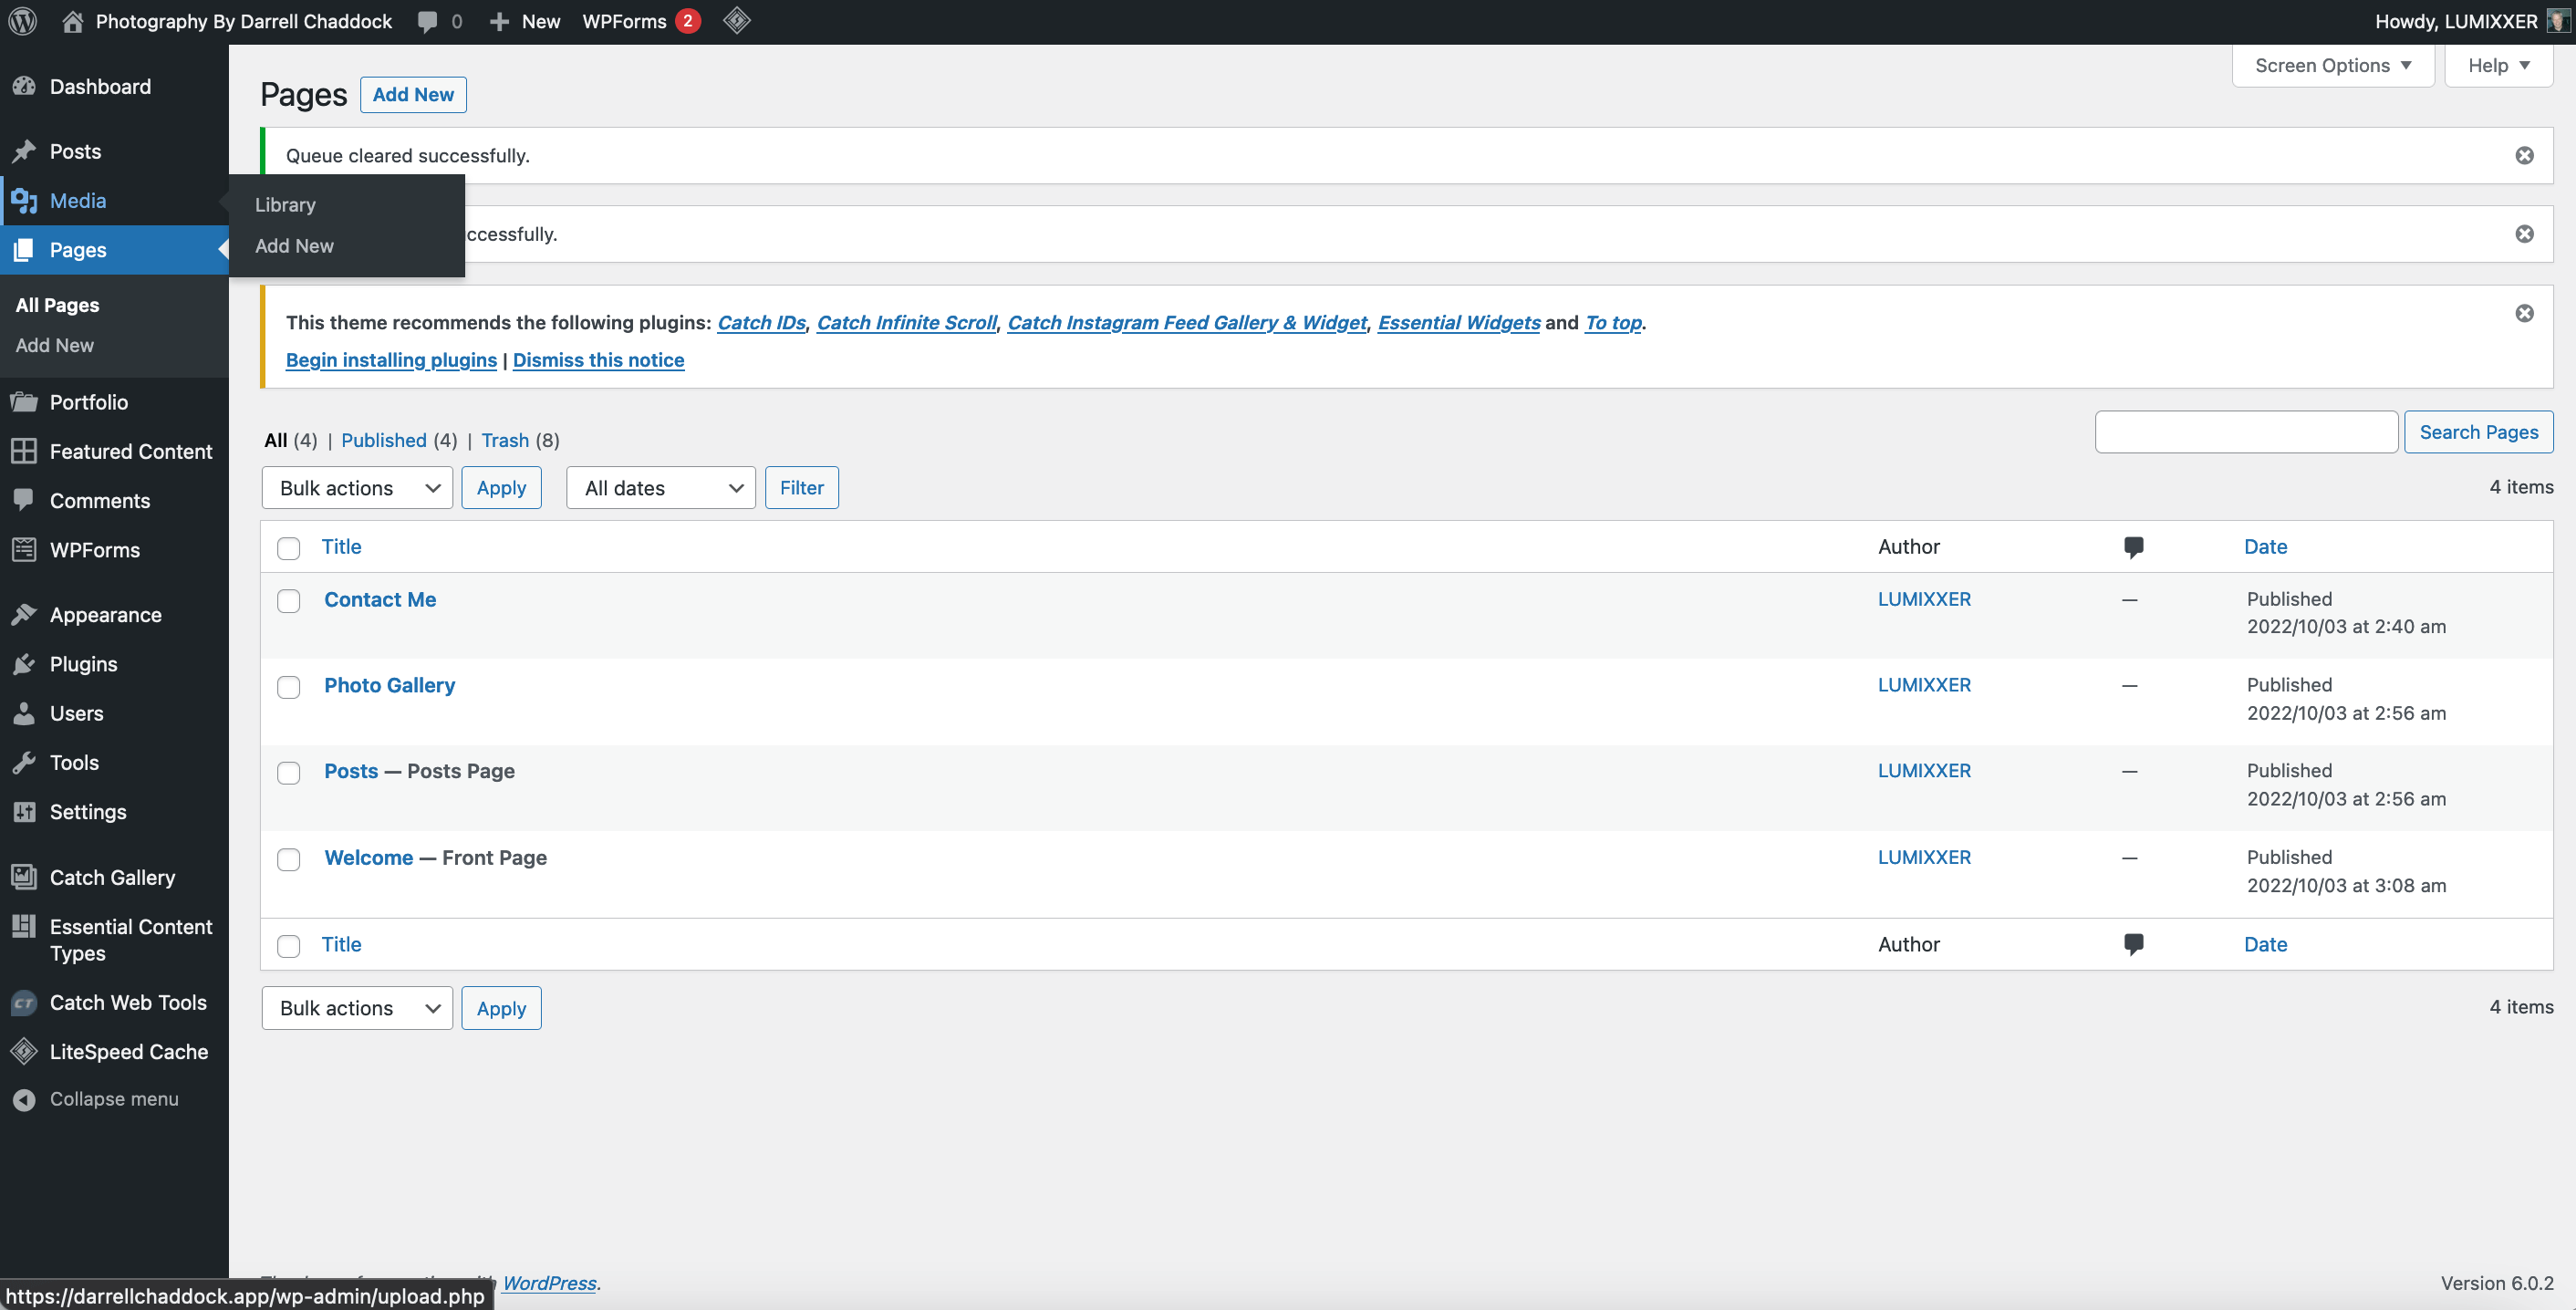 Photography By Darrell Chaddock 0 New WPForms 2 Howdy, LUMIXXER
Screen Options Help
Dashboard
Posts
Media
Library
Add New
Pages
All Pages
Add New
Portfolio
Featured Content
Comments
WPForms
Appearance
Plugins
Users
Tools
Settings
Catch Gallery
Essential Content
Types
CT Catch Web Tools
LiteSpeed Cache
Collapse menu
Pages Add New
Queue cleared successfully.
ccessfully.
This theme recommends the following plugins: Catch IDs, Catch Infinite Scroll, Catch Instagram Feed Gallery & Widget, Essential Widgets and To top.
Begin installing plugins | Dismiss this notice
All (4) | Published (4) | Trash (8)
Search Pages
Bulk actions Apply All dates Filter 4 items
Title Author Date
Contact Me LUMIXXER — Published
2022/10/03 at 2:40 am
Photo Gallery LUMIXXER — Published
2022/10/03 at 2:56 am
Posts — Posts Page LUMIXXER — Published
2022/10/03 at 2:56 am
Welcome — Front Page LUMIXXER — Published
2022/10/03 at 3:08 am
Title Author Date
Bulk actions Apply 4 items
WordPress.
Version 6.0.2
https://darrellchaddock.app/wp-admin/upload.php